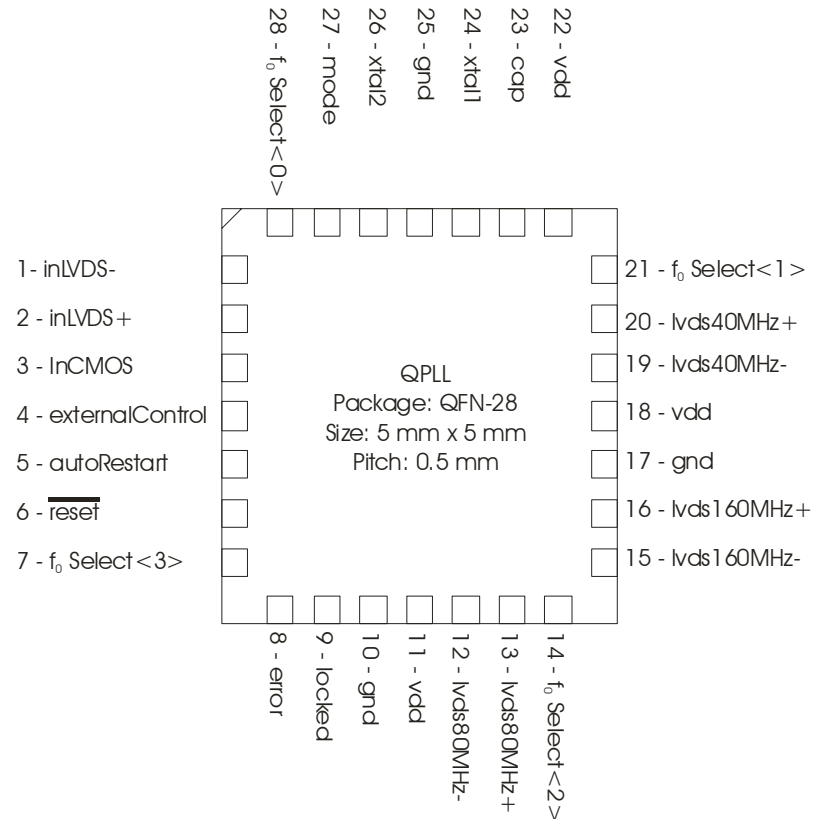 28 - f₀ Select<0>
27 - mode
26 - xtal2
25 - gnd
24 - xtal1
23 - cap
22 - vdd
1- inLVDS-
2 - inLVDS+
3 - InCMOS
4 - externalControl
5 - autoRestart
6 - reset
7 - f₀ Select<3>
QPLL
Package: QFN-28
Size: 5 mm x 5 mm
Pitch: 0.5 mm
21 - f₀ Select<1>
20 - lvds40MHz+
19 - lvds40MHz-
18 - vdd
17 - gnd
16 - lvds160MHz+
15 - lvds160MHz-
8 - error
9 - locked
10 - gnd
11 - vdd
12 - lvds80MHz-
13 - lvds80MHz+
14 - f₀ Select<2>